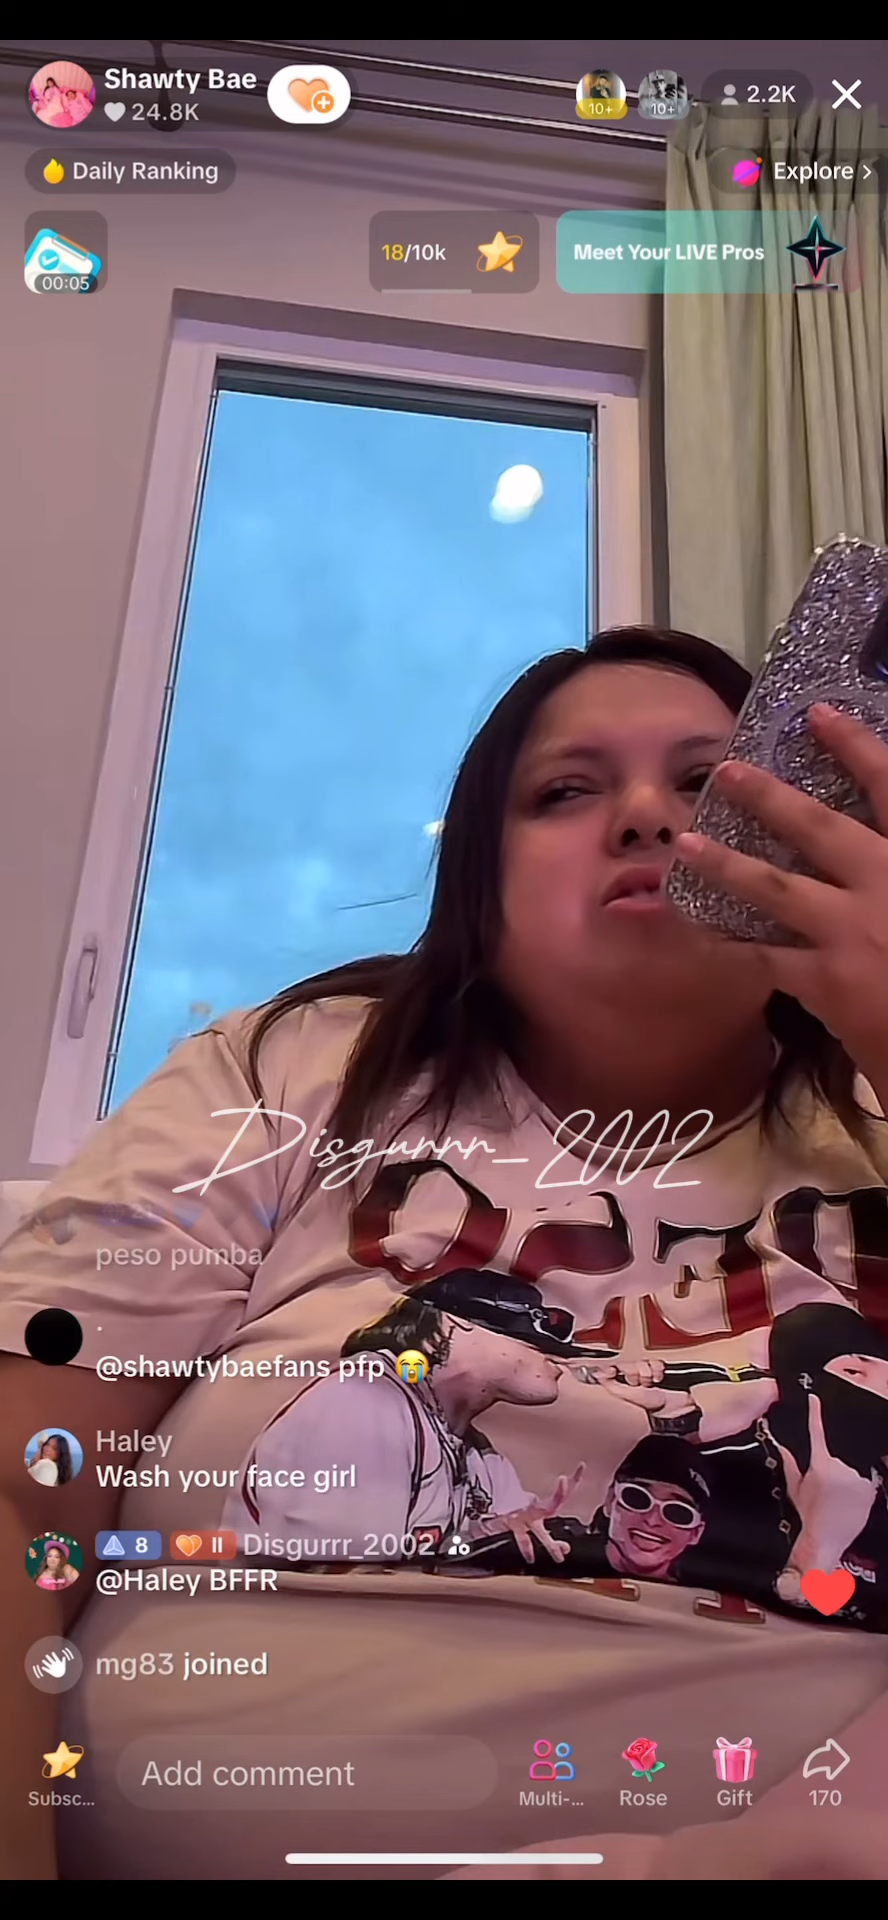 Shawty Bae
24.8K
10+
10+
2.2K
Daily Ranking
Explore >
00:05
18/10k
Meet Your LIVE Pros
Disgurrr_2002
peso pumba
.
@shawtybaefans pfp 😭
Haley
Wash your face girl
8 II Disgurrr_2002
@Haley BFFR
mg83 joined
Subsc...
Add comment
Multi-...
Rose
Gift
170